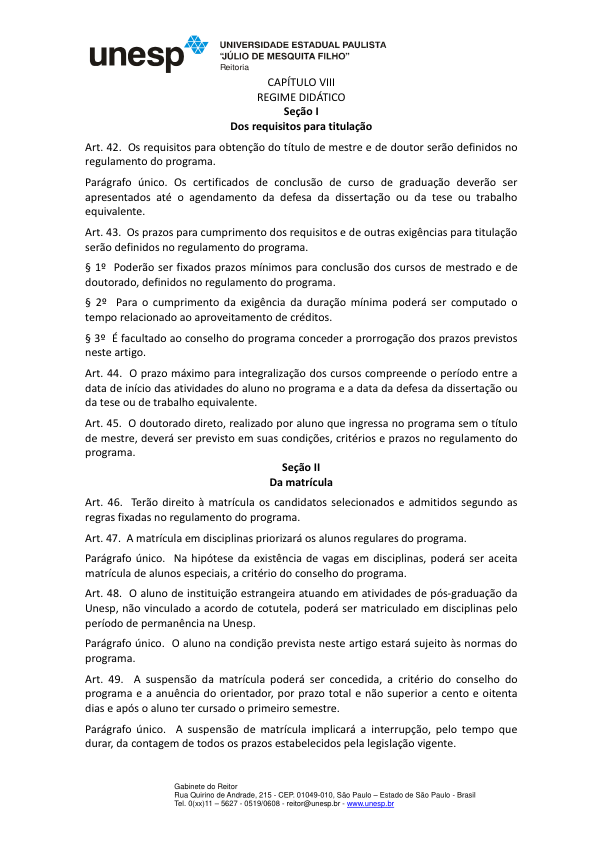 unesp
UNIVERSIDADE ESTADUAL PAULISTA
"JÚLIO DE MESQUITA FILHO"
Reitoria
CAPÍTULO VIII
REGIME DIDÁTICO
Seção I
Dos requisitos para titulação
Art. 42. Os requisitos para obtenção do título de mestre e de doutor serão definidos no
regulamento do programa.
Parágrafo único. Os certificados de conclusão de curso de graduação deverão ser
apresentados até o agendamento da defesa da dissertação ou da tese ou trabalho
equivalente.
Art. 43. Os prazos para cumprimento dos requisitos e de outras exigências para titulação
serão definidos no regulamento do programa.
§ 1º Poderão ser fixados prazos mínimos para conclusão dos cursos de mestrado e de
doutorado, definidos no regulamento do programa.
§ 2º Para o cumprimento da exigência da duração mínima poderá ser computado o
tempo relacionado ao aproveitamento de créditos.
§ 3º É facultado ao conselho do programa conceder a prorrogação dos prazos previstos
neste artigo.
Art. 44. O prazo máximo para integralização dos cursos compreende o período entre a
data de início das atividades do aluno no programa e a data da defesa da dissertação ou
da tese ou de trabalho equivalente.
Art. 45. O doutorado direto, realizado por aluno que ingressa no programa sem o título
de mestre, deverá ser previsto em suas condições, critérios e prazos no regulamento do
programa.
Seção II
Da matrícula
Art. 46. Terão direito à matrícula os candidatos selecionados e admitidos segundo as
regras fixadas no regulamento do programa.
Art. 47. A matrícula em disciplinas priorizará os alunos regulares do programa.
Parágrafo único. Na hipótese da existência de vagas em disciplinas, poderá ser aceita
matrícula de alunos especiais, a critério do conselho do programa.
Art. 48. O aluno de instituição estrangeira atuando em atividades de pós-graduação da
Unesp, não vinculado a acordo de cotutela, poderá ser matriculado em disciplinas pelo
período de permanência na Unesp.
Parágrafo único. O aluno na condição prevista neste artigo estará sujeito às normas do
programa.
Art. 49. A suspensão da matrícula poderá ser concedida, a critério do conselho do
programa e a anuência do orientador, por prazo total e não superior a cento e oitenta
dias e após o aluno ter cursado o primeiro semestre.
Parágrafo único. A suspensão de matrícula implicará a interrupção, pelo tempo que
durar, da contagem de todos os prazos estabelecidos pela legislação vigente.
Gabinete do Reitor
Rua Quirino de Andrade, 215 - CEP. 01049-010, São Paulo – Estado de São Paulo - Brasil
Tel. 0(xx)11 – 5627 - 0519/0608 - reitor@unesp.br - www.unesp.br